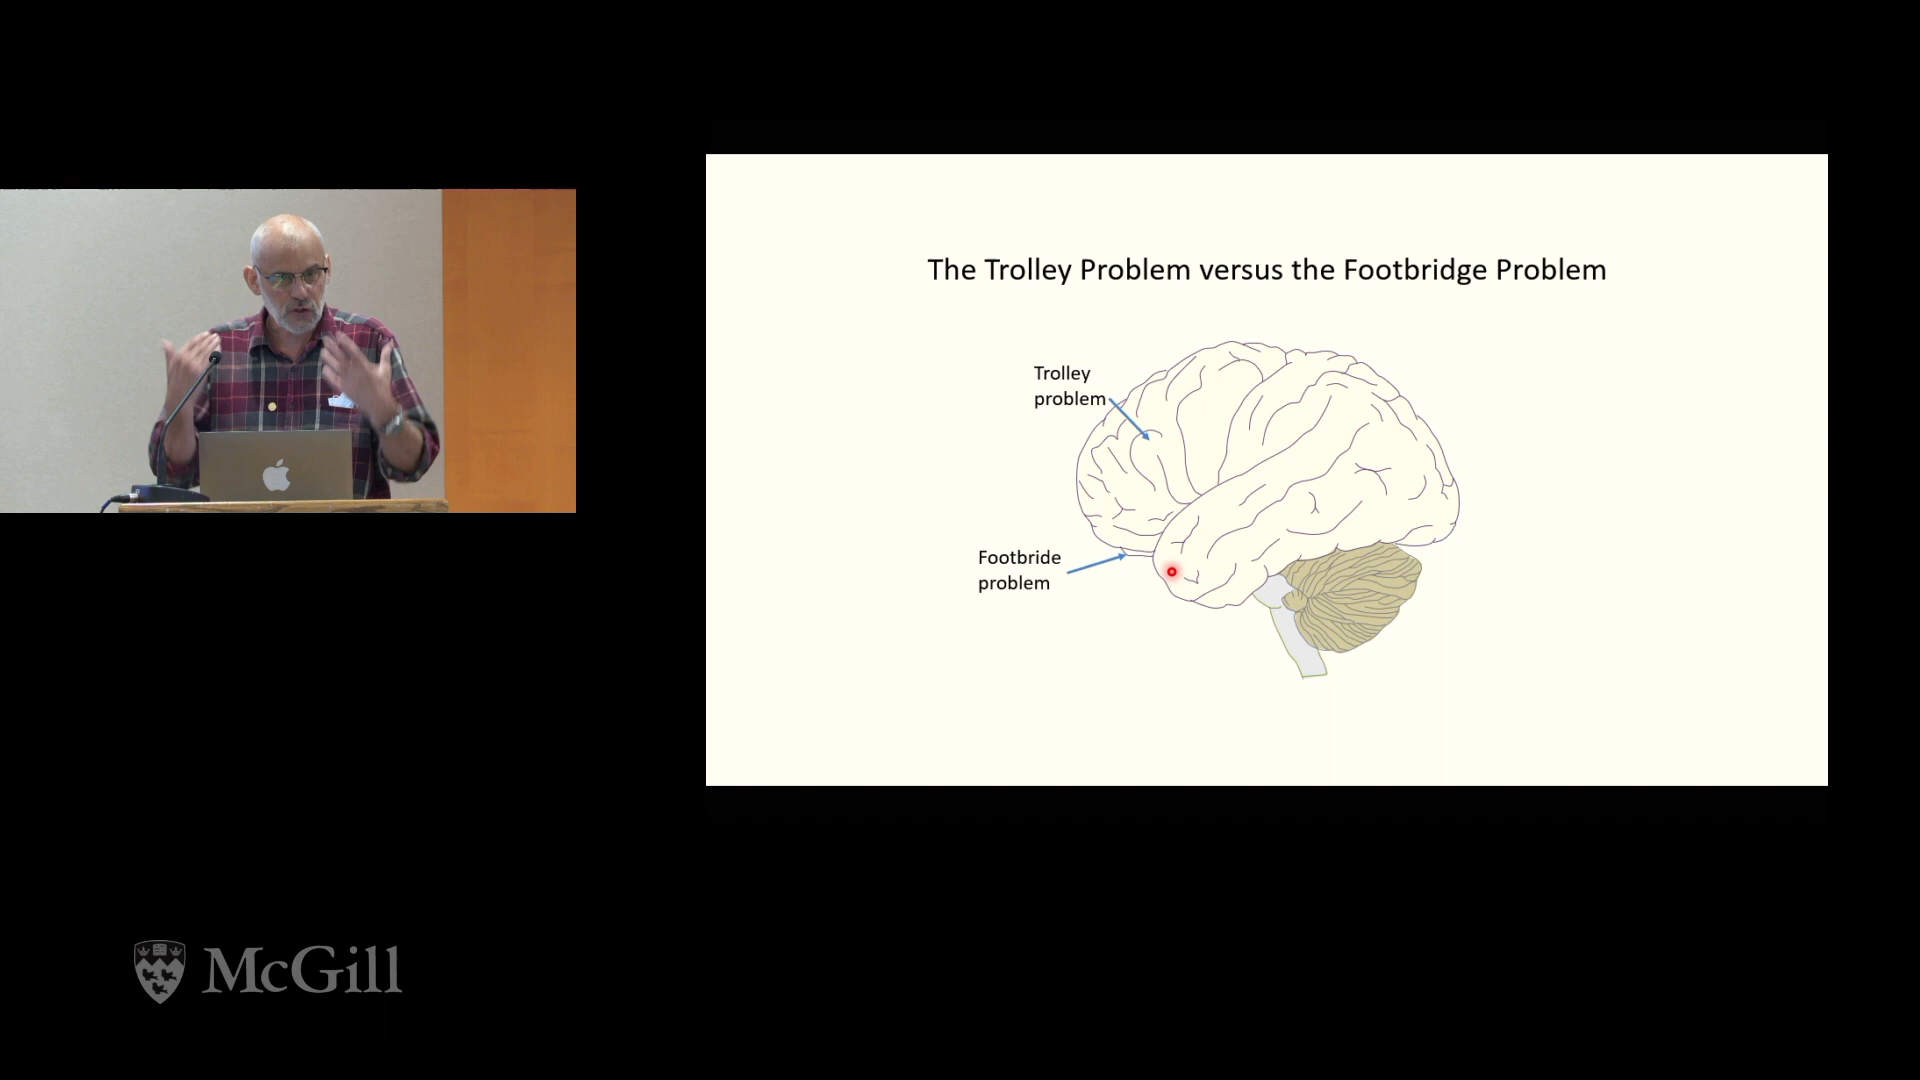 The Trolley Problem versus the Footbridge Problem
Trolley
problem
Footbride
problem
McGill